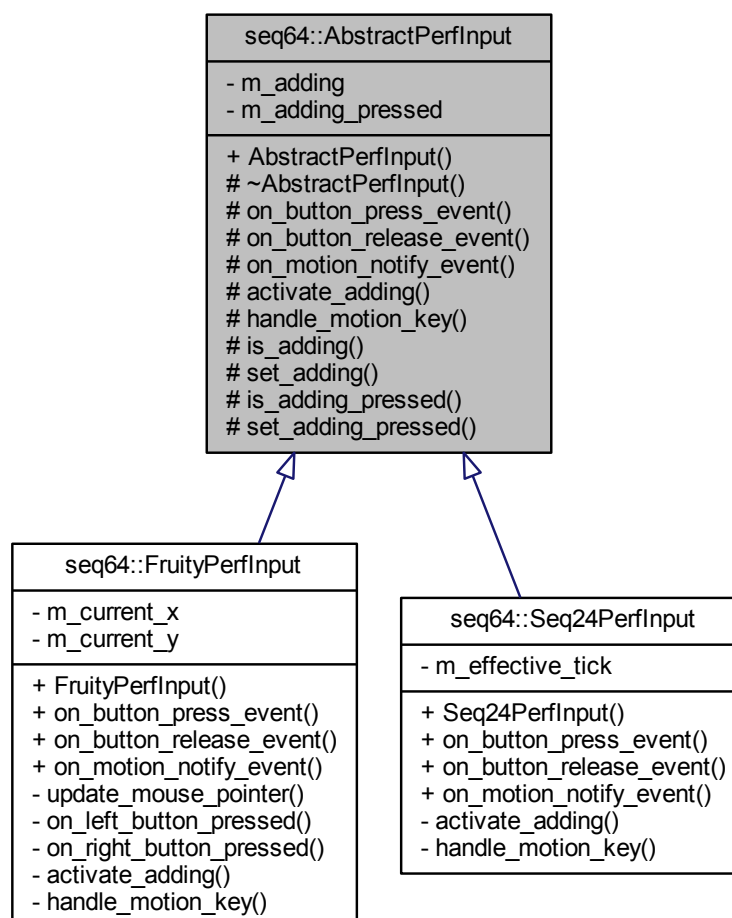 seq64::AbstractPerfInput
- m_adding
- m_adding_pressed
+ AbstractPerfInput()
# ~AbstractPerfInput()
# on_button_press_event()
# on_button_release_event()
# on_motion_notify_event()
# activate_adding()
# handle_motion_key()
# is_adding()
# set_adding()
# is_adding_pressed()
# set_adding_pressed()
seq64::FruityPerfInput
- m_current_x
- m_current_y
+ FruityPerfInput()
+ on_button_press_event()
+ on_button_release_event()
+ on_motion_notify_event()
- update_mouse_pointer()
- on_left_button_pressed()
- on_right_button_pressed()
- activate_adding()
- handle_motion_key()
seq64::Seq24PerfInput
- m_effective_tick
+ Seq24PerfInput()
+ on_button_press_event()
+ on_button_release_event()
+ on_motion_notify_event()
- activate_adding()
- handle_motion_key()